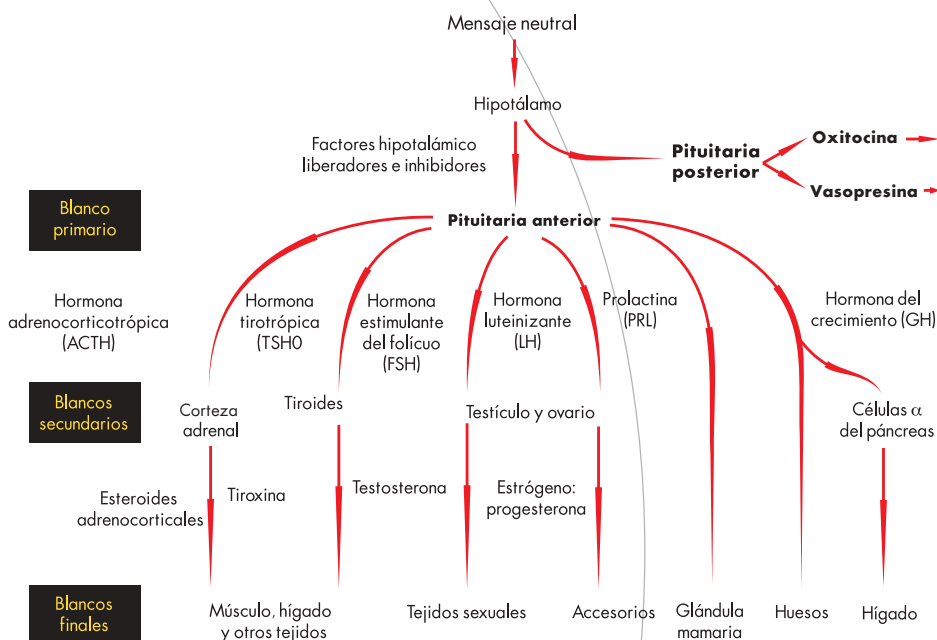 Mensaje neutral
Hipotálamo
Factores hipotalámico
liberadores e inhibidores
Pituitaria
posterior
Oxitocina
Vasopresina
Blanco
primario
Pituitaria anterior
Hormona
adrenocorticotrópica
(ACTH)
Hormona
tirotrópica
(TSH0
Hormona
estimulante
del folícuo
(FSH)
Hormona
luteinizante
(LH)
Prolactina
(PRL)
Hormona del
crecimiento (GH)
Blancos
secundarios
Corteza
adrenal
Tiroides
Testículo y ovario
Células α
del páncreas
Esteroides
adrenocorticales
Tiroxina
Testosterona
Estrógeno:
progesterona
Blancos
finales
Músculo, hígado
y otros tejidos
Tejidos sexuales
Accesorios
Glándula
mamaria
Huesos
Hígado